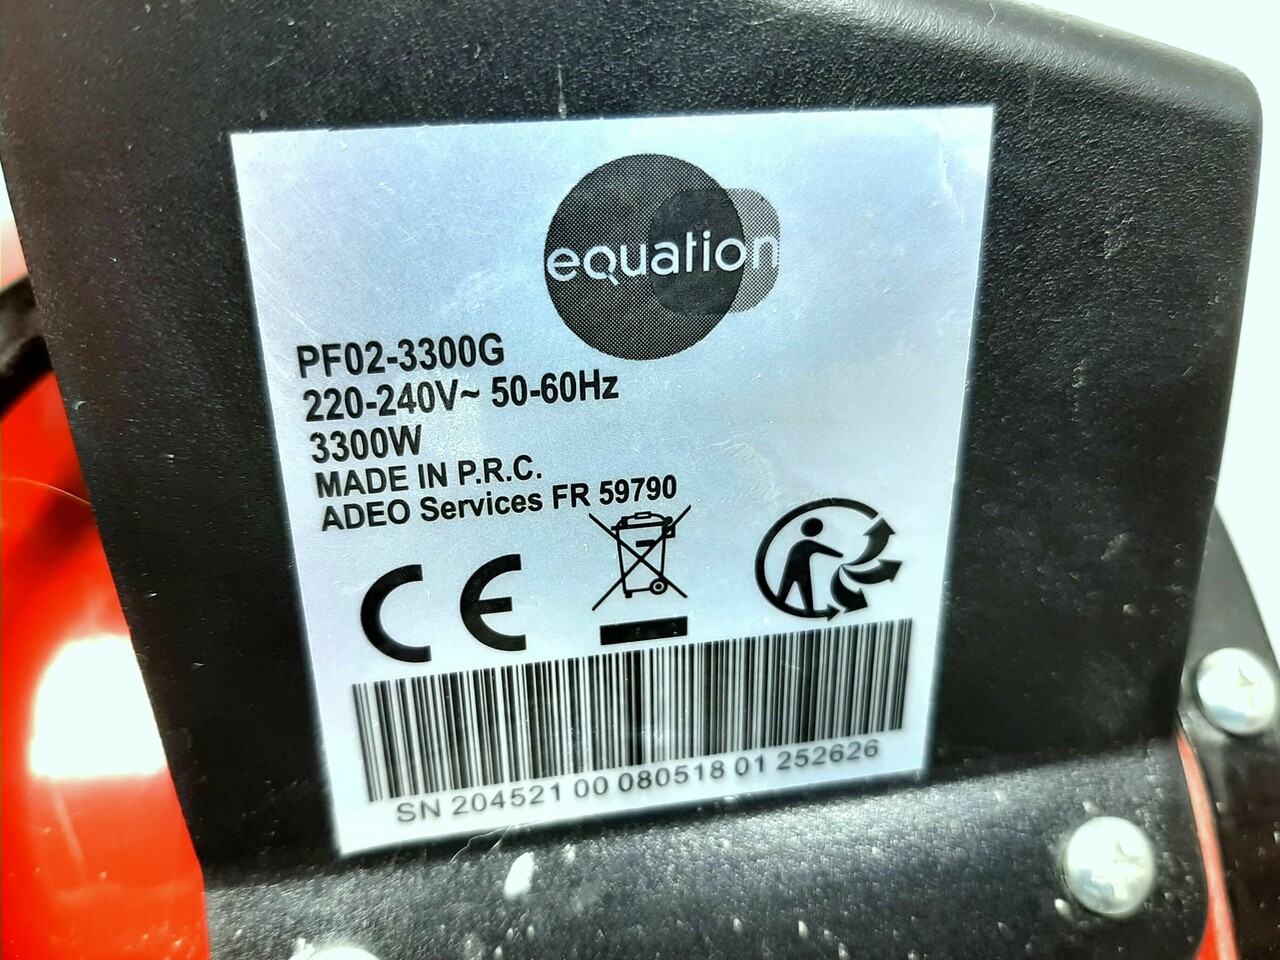 equation
PF02-3300G
220-240V~ 50-60Hz
3300W
MADE IN P.R.C.
ADEO Services FR 59790
CE
SN 204521 00 080518 01 252626